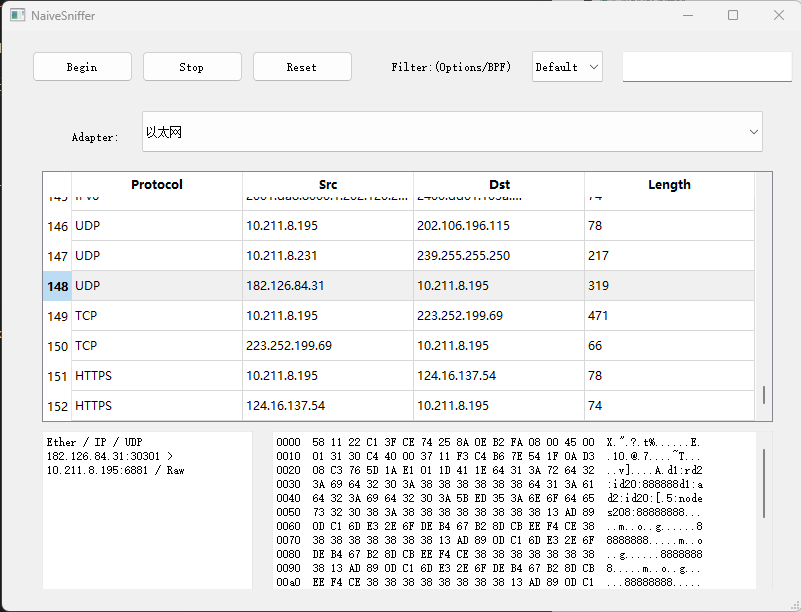 NaiveSniffer
Begin Stop Reset Filter:(Options/BPF) Default
Adapter: 以太网
Protocol Src Dst Length
146 UDP 10.211.8.195 202.106.196.115 78
147 UDP 10.211.8.231 239.255.255.250 217
148 UDP 182.126.84.31 10.211.8.195 319
149 TCP 10.211.8.195 223.252.199.69 471
150 TCP 223.252.199.69 10.211.8.195 66
151 HTTPS 10.211.8.195 124.16.137.54 78
152 HTTPS 124.16.137.54 10.211.8.195 74
Ether / IP / UDP
182.126.84.31:30301 >
10.211.8.195:6881 / Raw
0000 58 11 22 C1 3F CE 74 25 8A 0E B2 FA 08 00 45 00 X.".?.t%......E.
0010 01 31 30 C4 40 00 37 11 F3 C4 B6 7E 54 1F 0A D3 .10.@.7....~T...
0020 08 C3 76 5D 1A E1 01 1D 41 1E 64 31 3A 72 64 32 ..v]....A.d1:rd2
0030 3A 69 64 32 30 3A 38 38 38 38 38 38 64 31 3A 61 :id20:888888d1:a
0040 64 32 3A 69 64 32 30 3A 5B ED 35 3A 6E 6F 64 65 d2:id20:[.5:node
0050 73 32 30 38 3A 38 38 38 38 38 38 38 38 13 AD 89 s208:88888888...
0060 0D C1 6D E3 2E 6F DE B4 67 B2 8D CB EE F4 CE 38 ..m..o..g......8
0070 38 38 38 38 38 38 38 13 AD 89 0D C1 6D E3 2E 6F 8888888.....m..o
0080 DE B4 67 B2 8D CB EE F4 CE 38 38 38 38 38 38 38 ..g......8888888
0090 38 13 AD 89 0D C1 6D E3 2E 6F DE B4 67 B2 8D CB 8.....m..o..g...
00a0 EE F4 CE 38 38 38 38 38 38 38 38 13 AD 89 0D C1 ...88888888.....